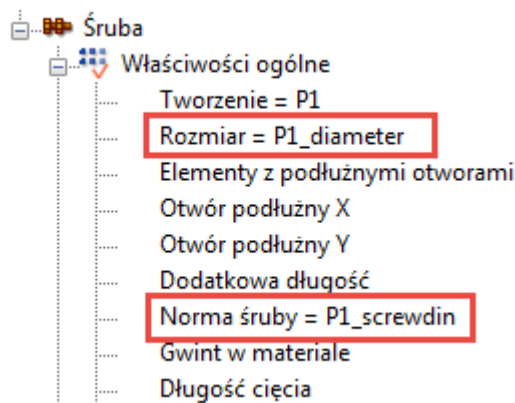 Śruba
Właściwości ogólne
Tworzenie = P1
Rozmiar = P1_diameter
Elementy z podłużnymi otworami
Otwór podłużny X
Otwór podłużny Y
Dodatkowa długość
Norma śruby = P1_screwdin
Gwint w materiale
Długość cięcia